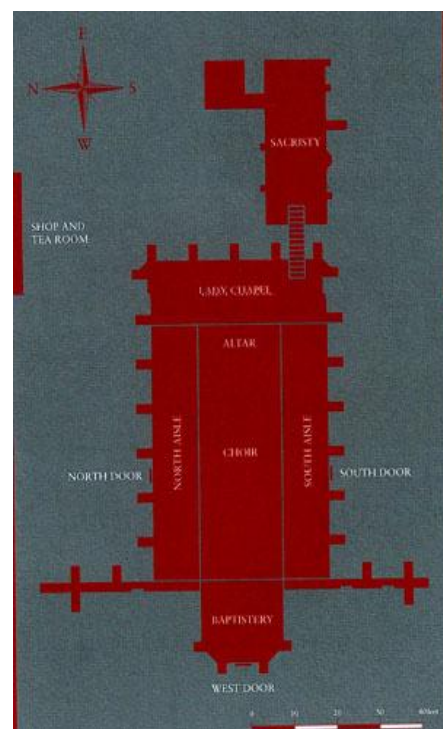 E
N S
W
SACRISTY
SHOP AND
TEA ROOM
LADY CHAPEL
ALTAR
NORTH AISLE
CHOIR
SOUTH AISLE
NORTH DOOR
SOUTH DOOR
BAPTISTERY
WEST DOOR
0 10 20 30 40feet